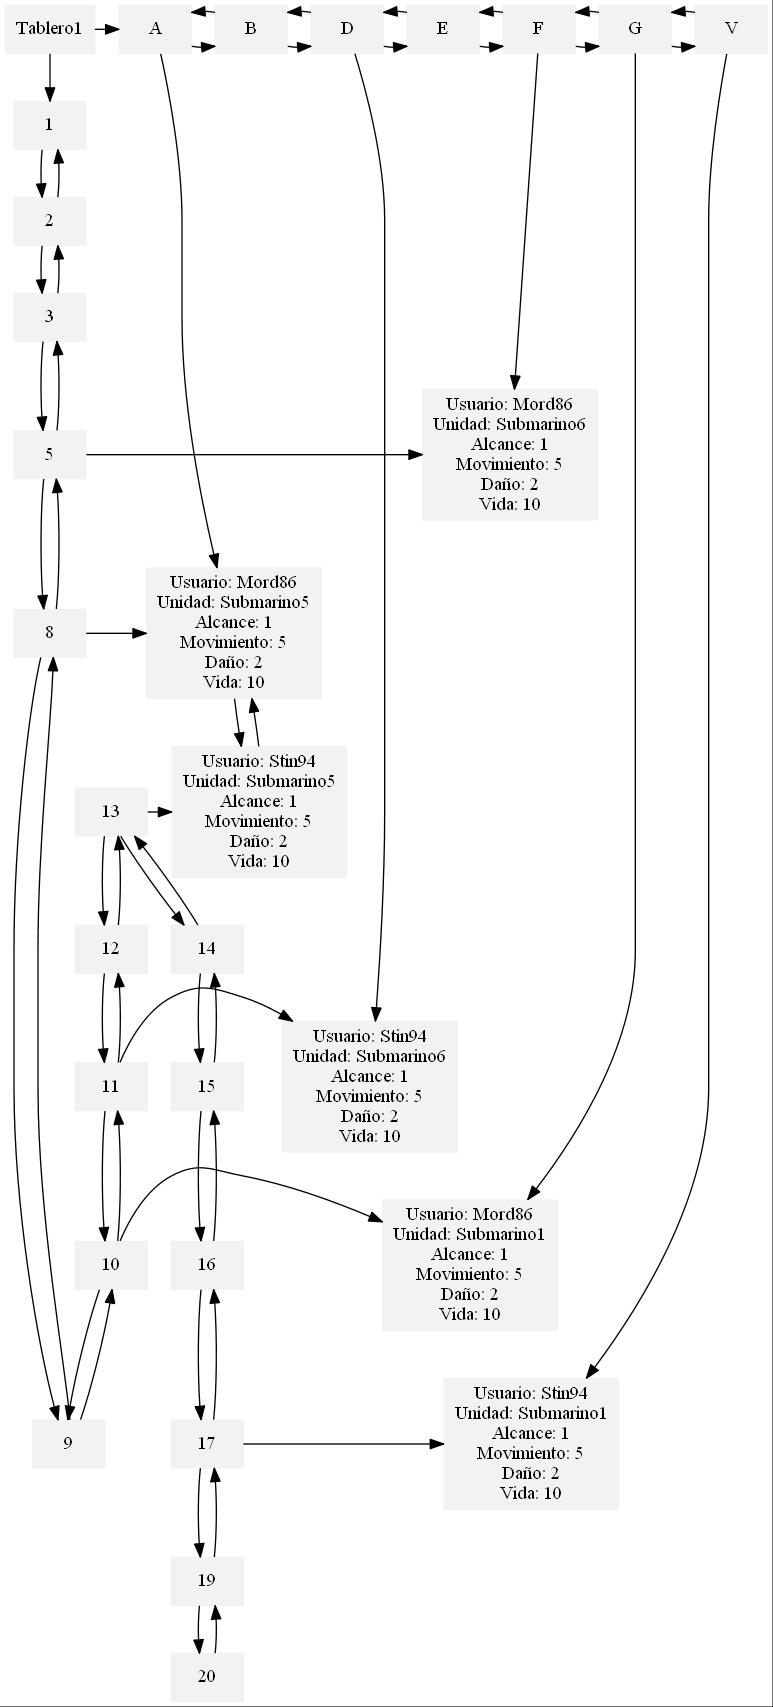 Tablero1
A
B
D
E
F
G
V
1
2
3
5
Usuario: Mord86
Unidad: Submarino6
Alcance: 1
Movimiento: 5
Daño: 2
Vida: 10
8
Usuario: Mord86
Unidad: Submarino5
Alcance: 1
Movimiento: 5
Daño: 2
Vida: 10
13
Usuario: Stin94
Unidad: Submarino5
Alcance: 1
Movimiento: 5
Daño: 2
Vida: 10
12
14
11
15
Usuario: Stin94
Unidad: Submarino6
Alcance: 1
Movimiento: 5
Daño: 2
Vida: 10
10
16
Usuario: Mord86
Unidad: Submarino1
Alcance: 1
Movimiento: 5
Daño: 2
Vida: 10
9
17
Usuario: Stin94
Unidad: Submarino1
Alcance: 1
Movimiento: 5
Daño: 2
Vida: 10
19
20